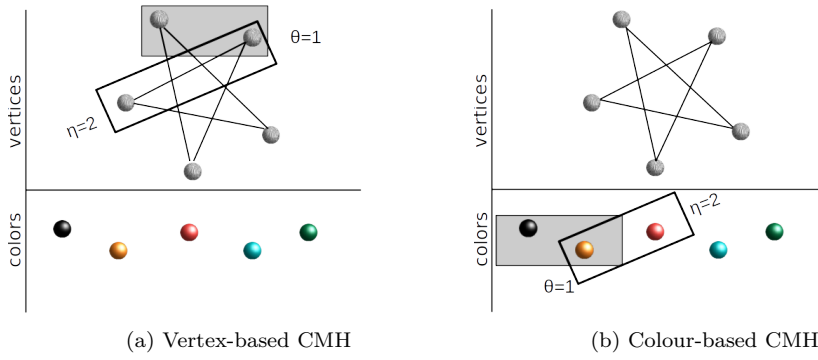 vertices
θ=1
η=2
colors
(a) Vertex-based CMH
vertices
colors
η=2
θ=1
(b) Colour-based CMH